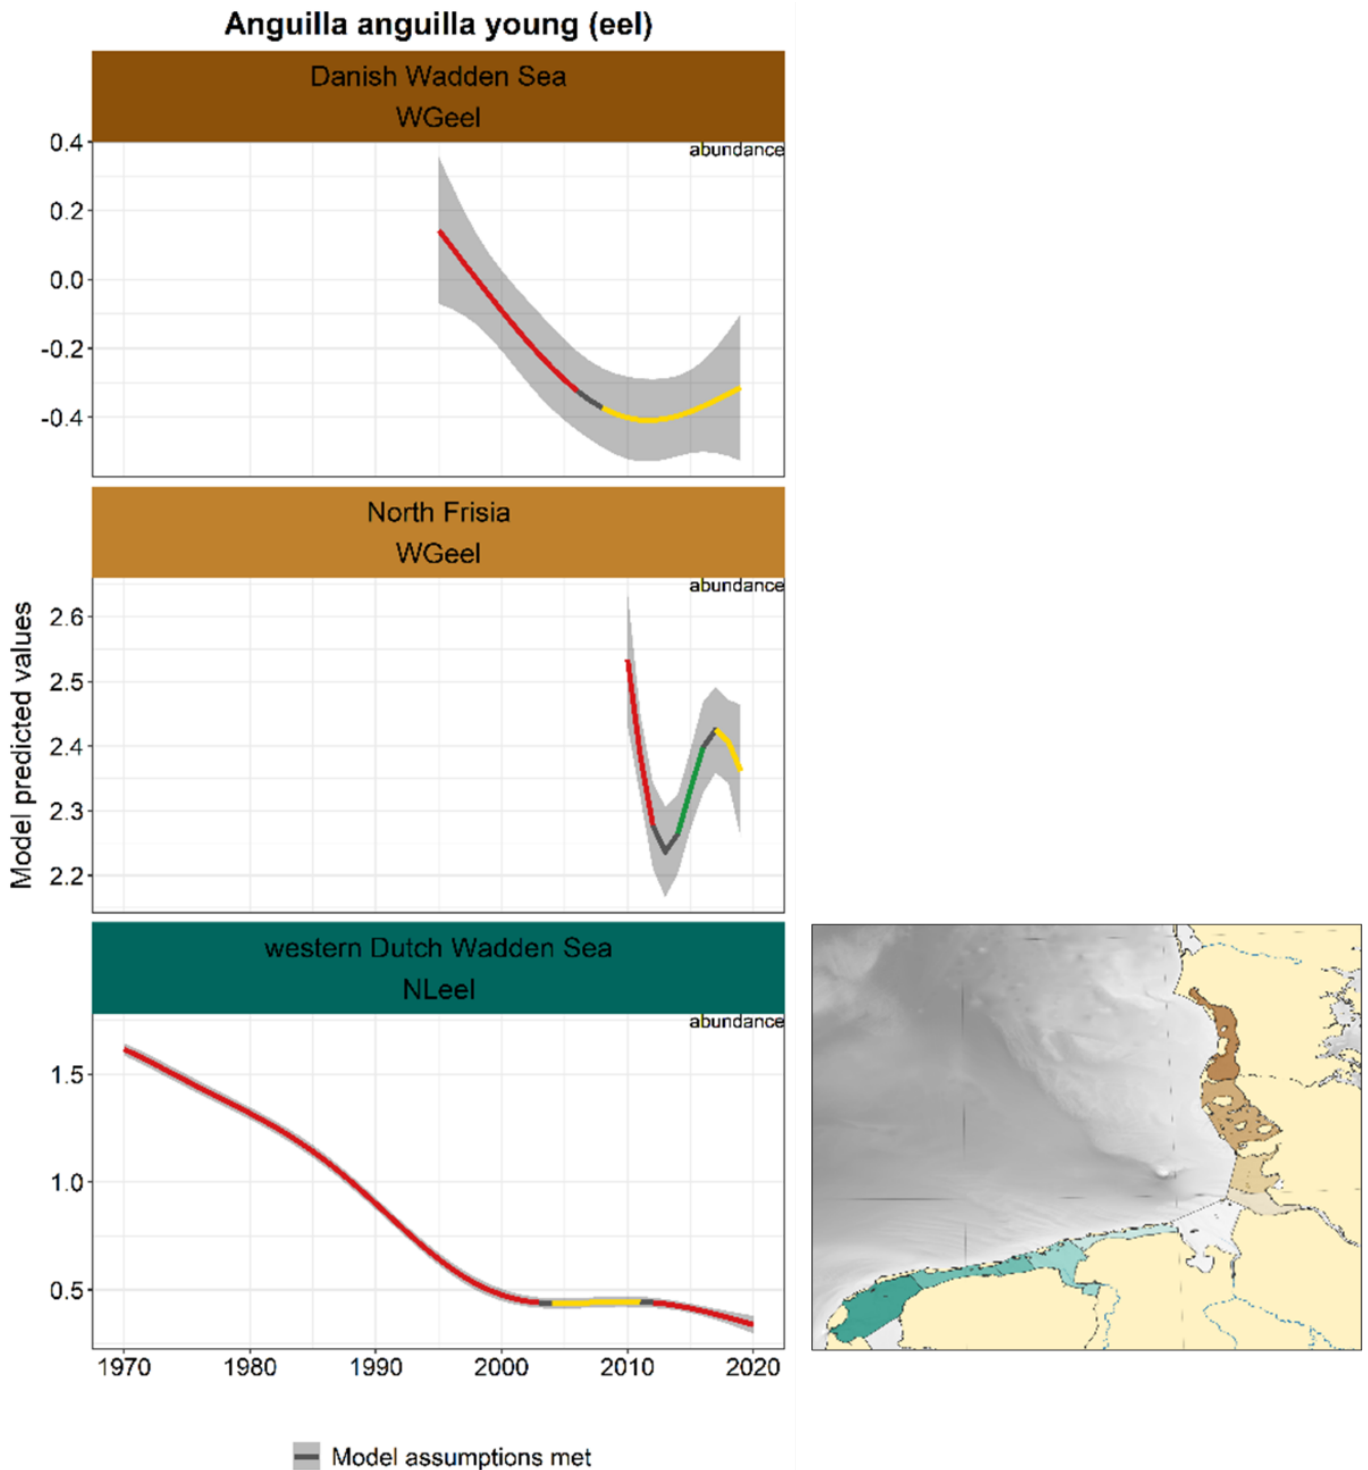 Anguilla anguilla young (eel)
Danish Wadden Sea
WGeel
abundance
0.4
0.2
0.0
-0.2
-0.4
North Frisia
WGeel
abundance
2.6
2.5
2.4
2.3
2.2
Model predicted values
western Dutch Wadden Sea
NLeel
abundance
1.5
1.0
0.5
1970 1980 1990 2000 2010 2020
Model assumptions met